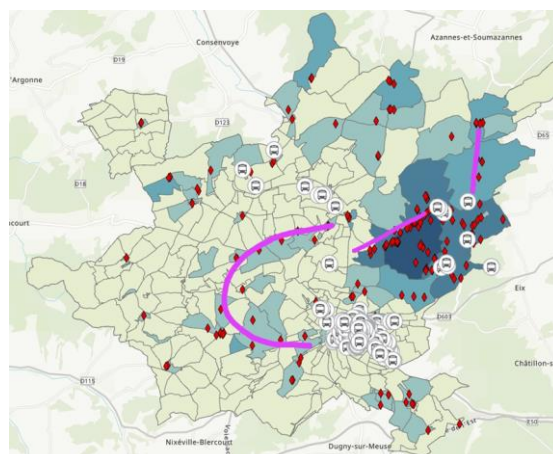 Consenvoye
Azannes-et-Soumazannes
D19
l'Argonne
D123
D65
D18
court
Eix
D603
Châtillon-s
D115
Nixéville-Blercourt
Dugny-sur-Meuse
E50